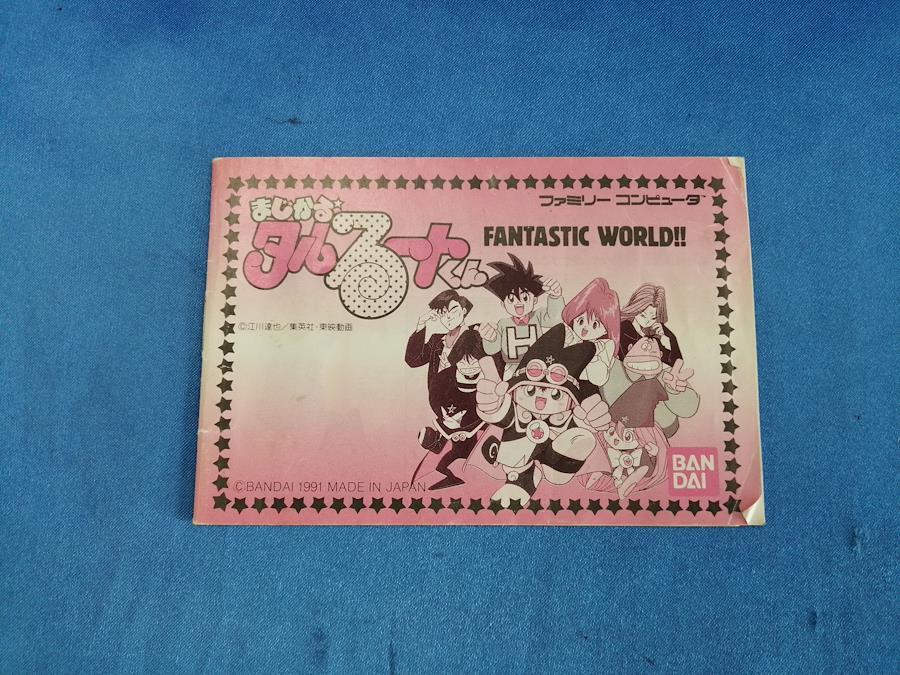 まじかる☆
タルるートくん
FANTASTIC WORLD!!
ファミリー コンピュータ™
©江川達也/集英社・東映動画
H
©BANDAI 1991 MADE IN JAPAN
BAN
DAI